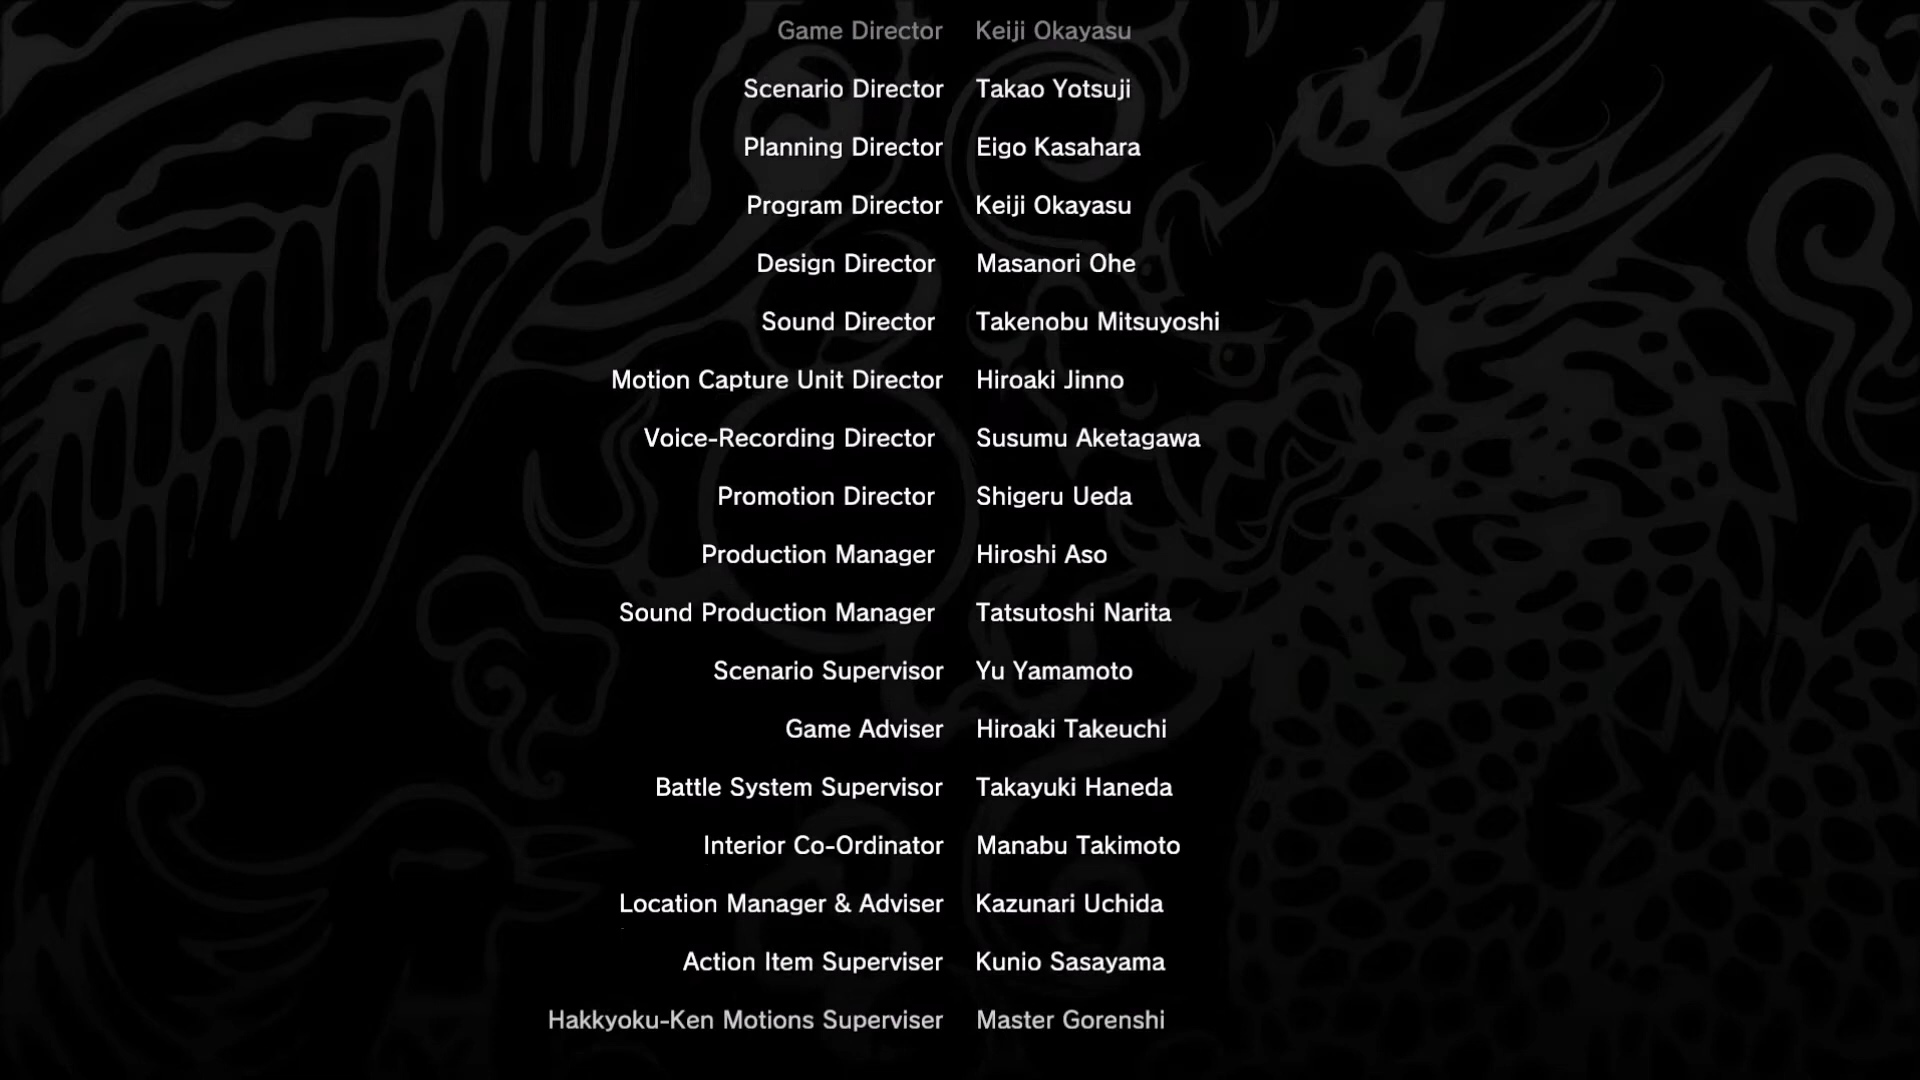 Game Director Keiji Okayasu
Scenario Director Takao Yotsuji
Planning Director Eigo Kasahara
Program Director Keiji Okayasu
Design Director Masanori Ohe
Sound Director Takenobu Mitsuyoshi
Motion Capture Unit Director Hiroaki Jinno
Voice-Recording Director Susumu Aketagawa
Promotion Director Shigeru Ueda
Production Manager Hiroshi Aso
Sound Production Manager Tatsutoshi Narita
Scenario Supervisor Yu Yamamoto
Game Adviser Hiroaki Takeuchi
Battle System Supervisor Takayuki Haneda
Interior Co-Ordinator Manabu Takimoto
Location Manager & Adviser Kazunari Uchida
Action Item Superviser Kunio Sasayama
Hakkyoku-Ken Motions Superviser Master Gorenshi